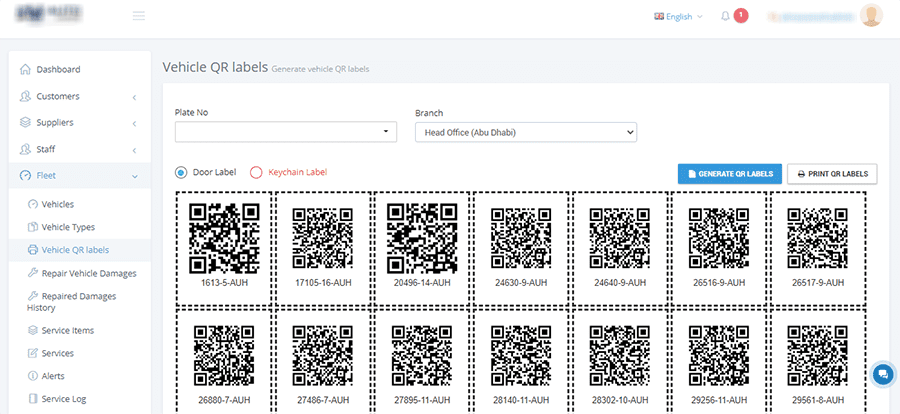 English
1
Dashboard
Customers
Suppliers
Staff
Fleet
Vehicles
Vehicle Types
Vehicle QR labels
Repair Vehicle Damages
Repaired Damages
History
Service Items
Services
Alerts
Service Log
Vehicle QR labels Generate vehicle QR labels
Plate No
Branch
Head Office (Abu Dhabi)
Door Label Keychain Label
GENERATE QR LABELS PRINT QR LABELS
1613-5-AUH 17105-16-AUH 20496-14-AUH 24630-9-AUH 24640-9-AUH 26516-9-AUH 26517-9-AUH
26880-7-AUH 27486-7-AUH 27895-11-AUH 28140-11-AUH 28302-10-AUH 29256-11-AUH 29561-8-AUH